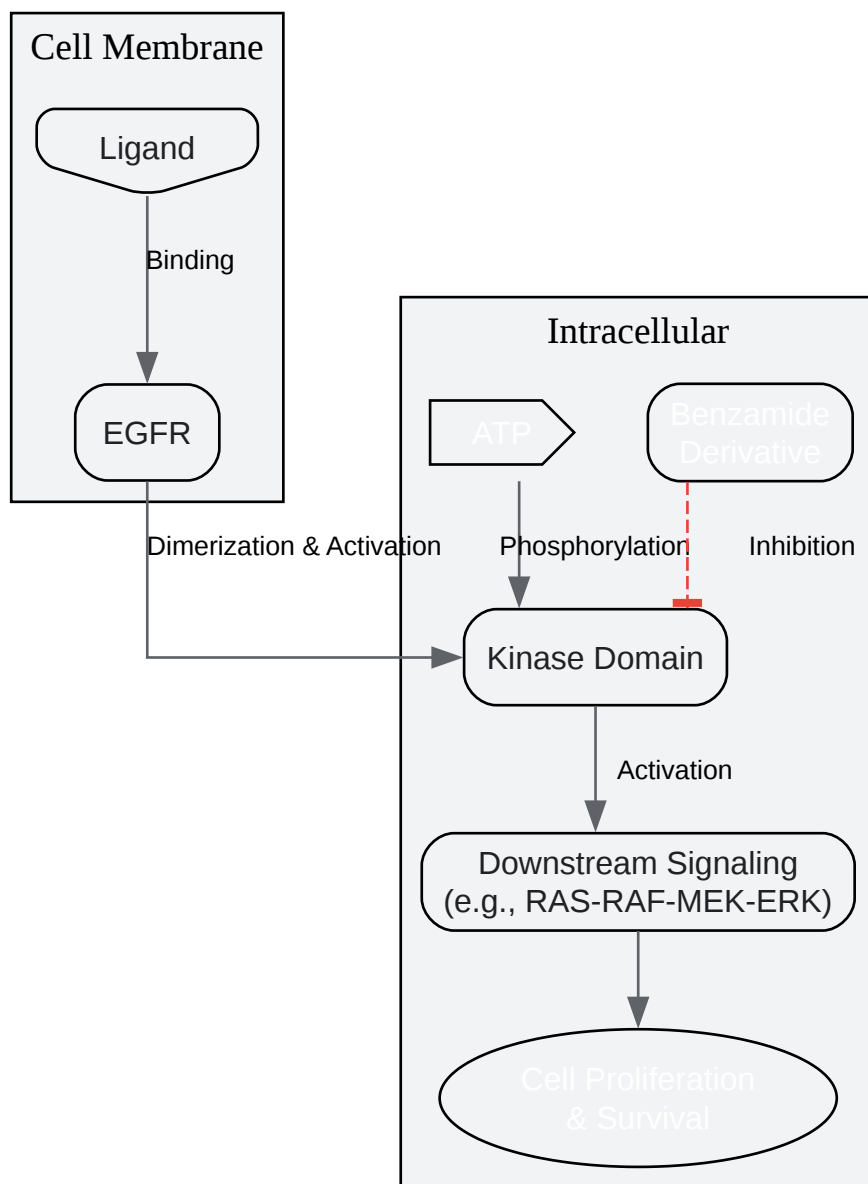 Cell Membrane
Ligand
Binding
EGFR
Intracellular
ATP
Benzamide
Derivative
Dimerization & Activation
Phosphorylation
Inhibition
Kinase Domain
Activation
Downstream Signaling
(e.g., RAS-RAF-MEK-ERK)
Cell Proliferation
& Survival